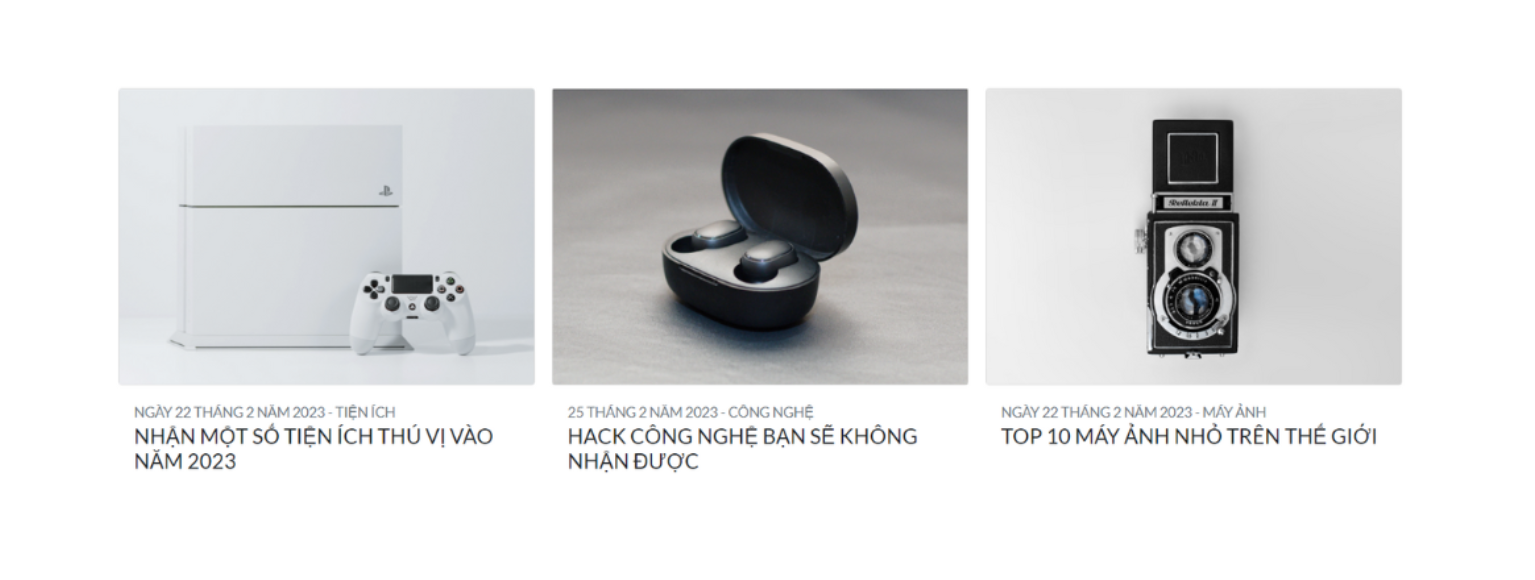 NGÀY 22 THÁNG 2 NĂM 2023 - TIỆN ÍCH
NHẬN MỘT SỐ TIỆN ÍCH THÚ VỊ VÀO
NĂM 2023
25 THÁNG 2 NĂM 2023 - CÔNG NGHỆ
HACK CÔNG NGHỆ BẠN SẼ KHÔNG
NHẬN ĐƯỢC
NGÀY 22 THÁNG 2 NĂM 2023 - MÁY ẢNH
TOP 10 MÁY ẢNH NHỎ TRÊN THẾ GIỚI